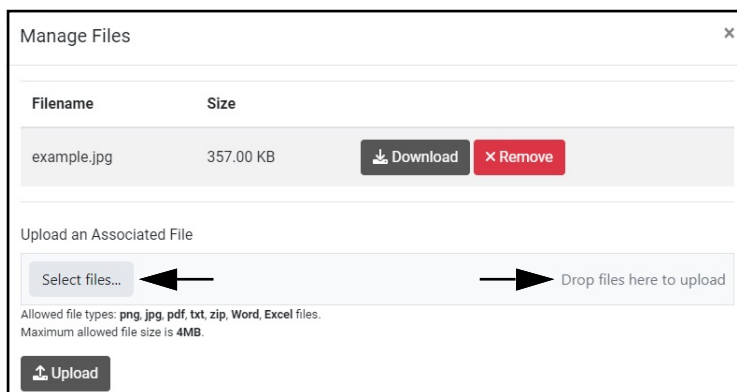 Manage Files ×
Filename Size
example.jpg 357.00 KB Download × Remove
Upload an Associated File
Select files... Drop files here to upload
Allowed file types: png, jpg, pdf, txt, zip, Word, Excel files.
Maximum allowed file size is 4MB.
Upload